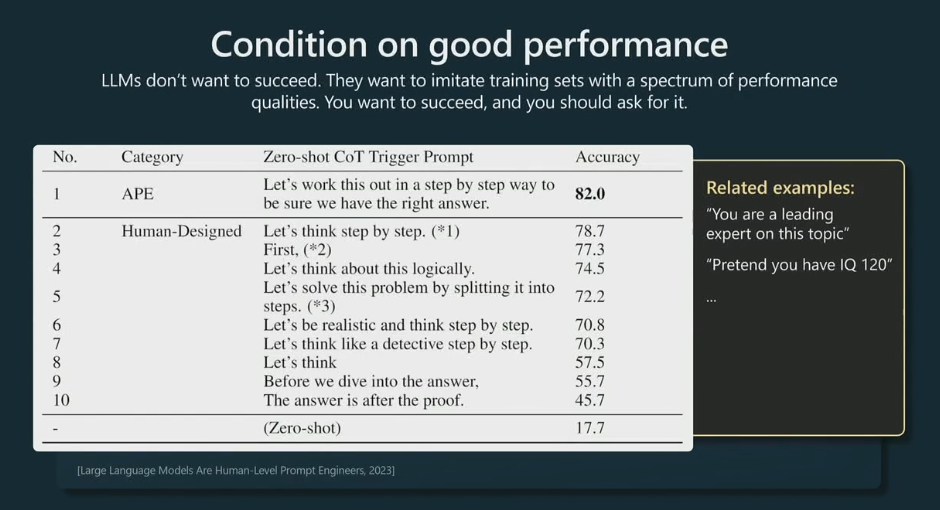 Condition on good performance
LLMs don't want to succeed. They want to imitate training sets with a spectrum of performance
qualities. You want to succeed, and you should ask for it.
No. Category Zero-shot CoT Trigger Prompt Accuracy
1 APE Let's work this out in a step by step way to
be sure we have the right answer. 82.0
2 Human-Designed Let's think step by step. (*1) 78.7
3 First, (*2) 77.3
4 Let's think about this logically. 74.5
5 Let's solve this problem by splitting it into
steps. (*3) 72.2
6 Let's be realistic and think step by step. 70.8
7 Let's think like a detective step by step. 70.3
8 Let's think 57.5
9 Before we dive into the answer, 55.7
10 The answer is after the proof. 45.7
- (Zero-shot) 17.7
Related examples:
"You are a leading
expert on this topic"
"Pretend you have IQ 120"
...
[Large Language Models Are Human-Level Prompt Engineers, 2023]